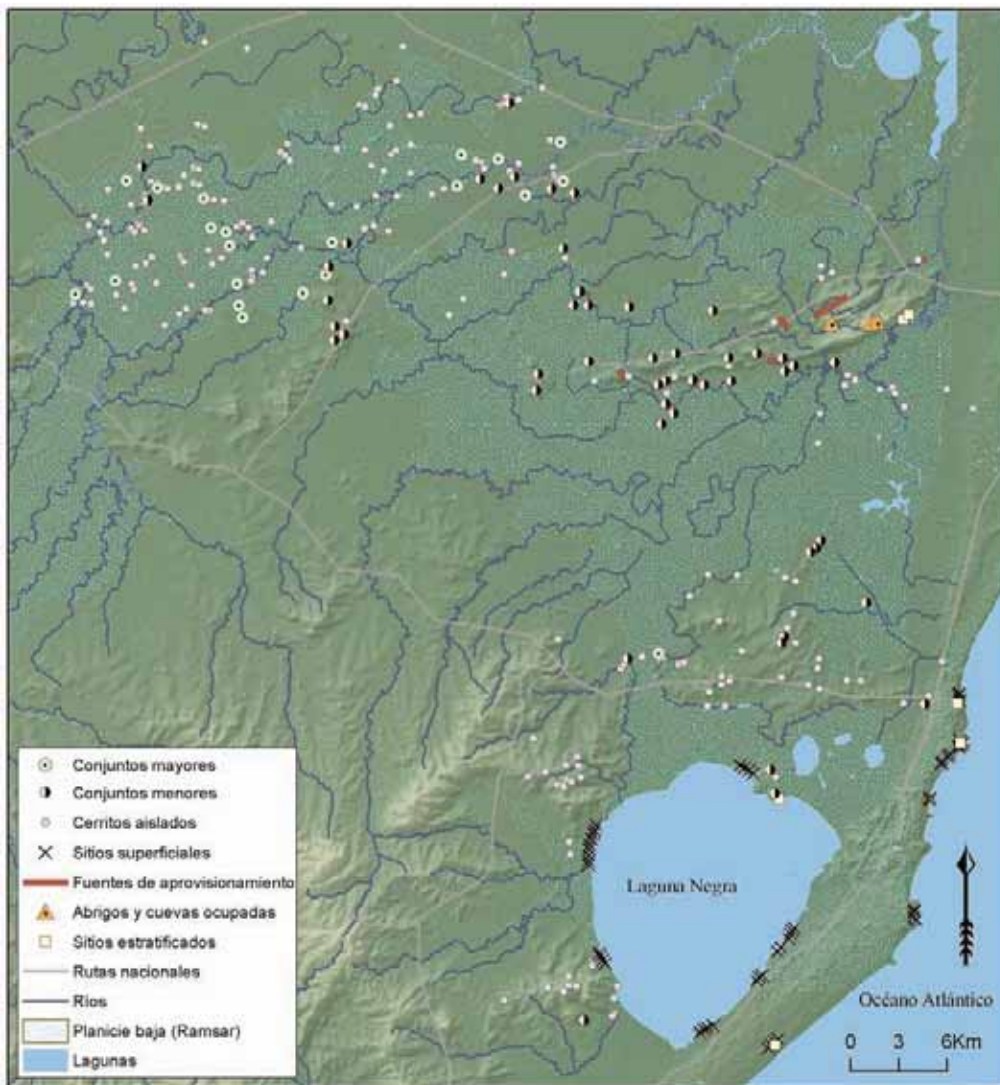 Laguna Negra
Océano Atlántico
0 3 6Km
Conjuntos mayores
Conjuntos menores
Cerritos aislados
Sitios superficiales
Fuentes de aprovisionamiento
Abrigos y cuevas ocupadas
Sitios estratificados
Rutas nacionales
Ríos
Planicie baja (Ramsar)
Lagunas